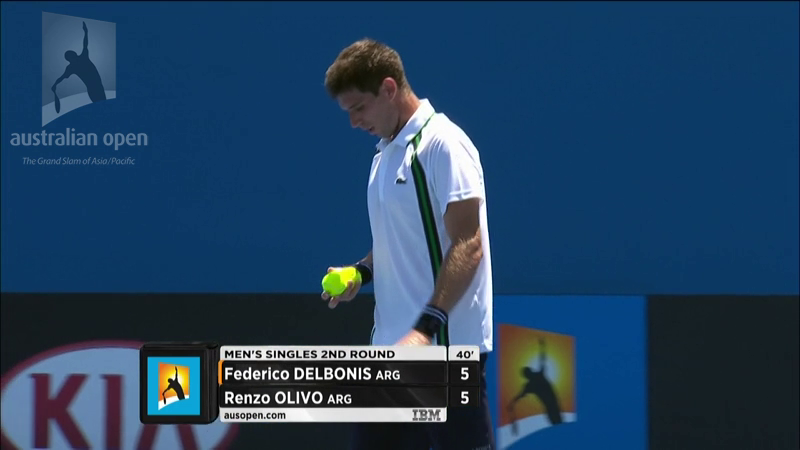 australian open
The Grand Slam of Asia/Pacific
MEN'S SINGLES 2ND ROUND 40'
Federico DELBONIS ARG 5
Renzo OLIVO ARG 5
ausopen.com IBM
KIA